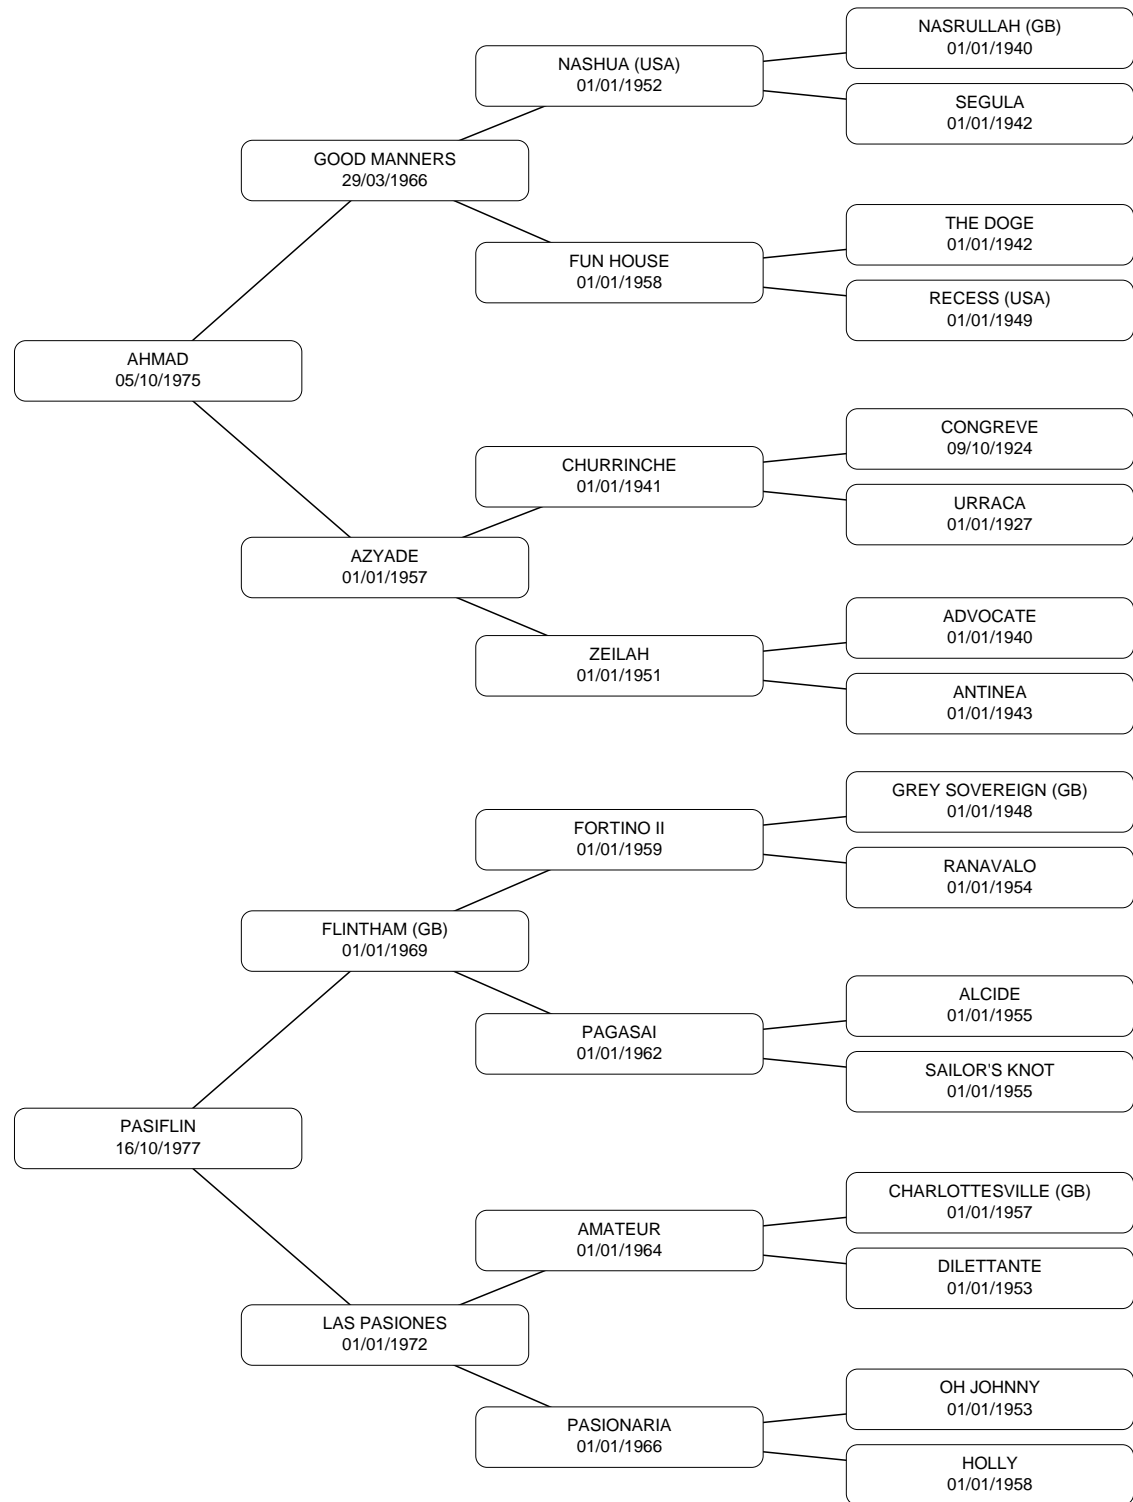 NASRULLAH (GB)
01/01/1940
NASHUA (USA)
01/01/1952
SEGULA
01/01/1942
GOOD MANNERS
29/03/1966
THE DOGE
01/01/1942
FUN HOUSE
01/01/1958
RECESS (USA)
01/01/1949
AHMAD
05/10/1975
CONGREVE
09/10/1924
CHURRINCHE
01/01/1941
URRACA
01/01/1927
AZYADE
01/01/1957
ADVOCATE
01/01/1940
ZEILAH
01/01/1951
ANTINEA
01/01/1943
GREY SOVEREIGN (GB)
01/01/1948
FORTINO II
01/01/1959
RANAVALO
01/01/1954
FLINTHAM (GB)
01/01/1969
ALCIDE
01/01/1955
PAGASAI
01/01/1962
SAILOR'S KNOT
01/01/1955
PASIFLIN
16/10/1977
CHARLOTTESVILLE (GB)
01/01/1957
AMATEUR
01/01/1964
DILETTANTE
01/01/1953
LAS PASIONES
01/01/1972
OH JOHNNY
01/01/1953
PASIONARIA
01/01/1966
HOLLY
01/01/1958